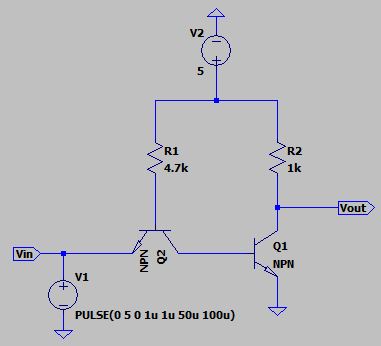 V2
5
R1
4.7k
R2
1k
Vout
Q1
NPN
Vin
NPN
Q2
V1
PULSE(0 5 0 1u 1u 50u 100u)